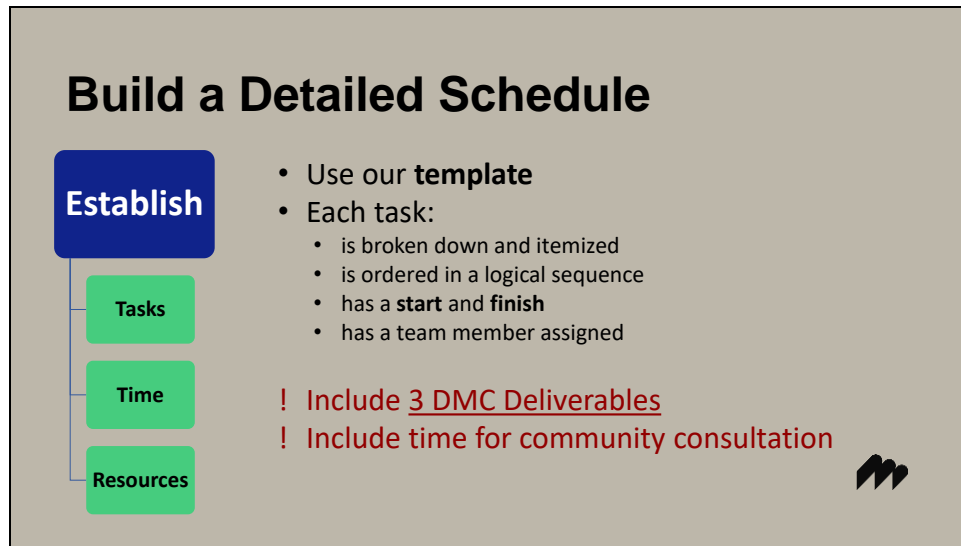 Build a Detailed Schedule
Establish
Tasks
Time
Resources
• Use our template
• Each task:
• is broken down and itemized
• is ordered in a logical sequence
• has a start and finish
• has a team member assigned
! Include 3 DMC Deliverables
! Include time for community consultation